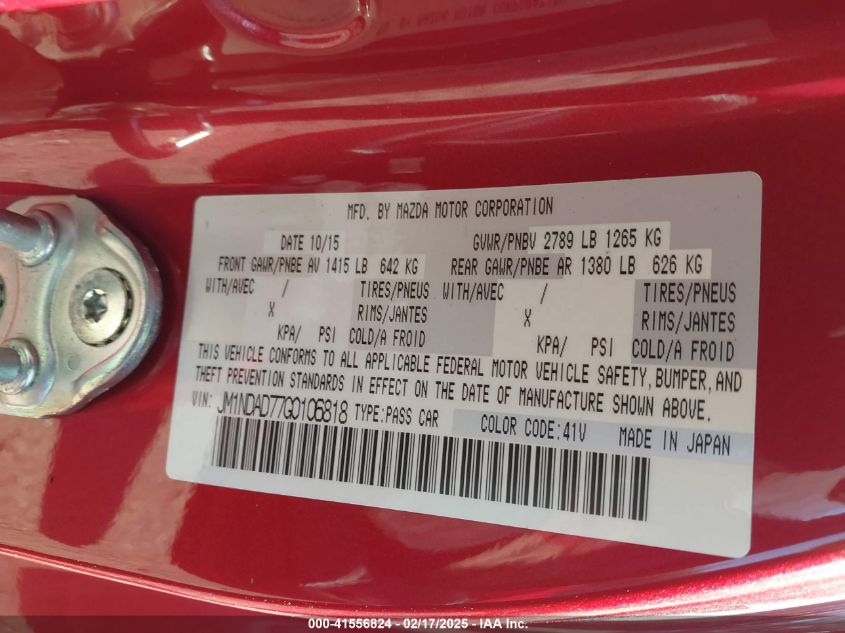 MFD. BY MAZDA MOTOR CORPORATION
DATE 10/15 GVWR/PNBV 2789 LB 1265 KG
FRONT GAWR/PNBE AV 1415 LB 642 KG REAR GAWR/PNBE AR 1380 LB 626 KG
WITH/AVEC / TIRES/PNEUS WITH/AVEC / TIRES/PNEUS
X RIMS/JANTES X RIMS/JANTES
KPA/ PSI COLD/A FROID KPA/ PSI COLD/A FROID
THIS VEHICLE CONFORMS TO ALL APPLICABLE FEDERAL MOTOR VEHICLE SAFETY, BUMPER, AND
THEFT PREVENTION STANDARDS IN EFFECT ON THE DATE OF MANUFACTURE SHOWN ABOVE.
VIN: JM1NDAD77G0106818 TYPE:PASS CAR COLOR CODE:41V MADE IN JAPAN
000-41556824 - 02/17/2025 - IAA Inc.